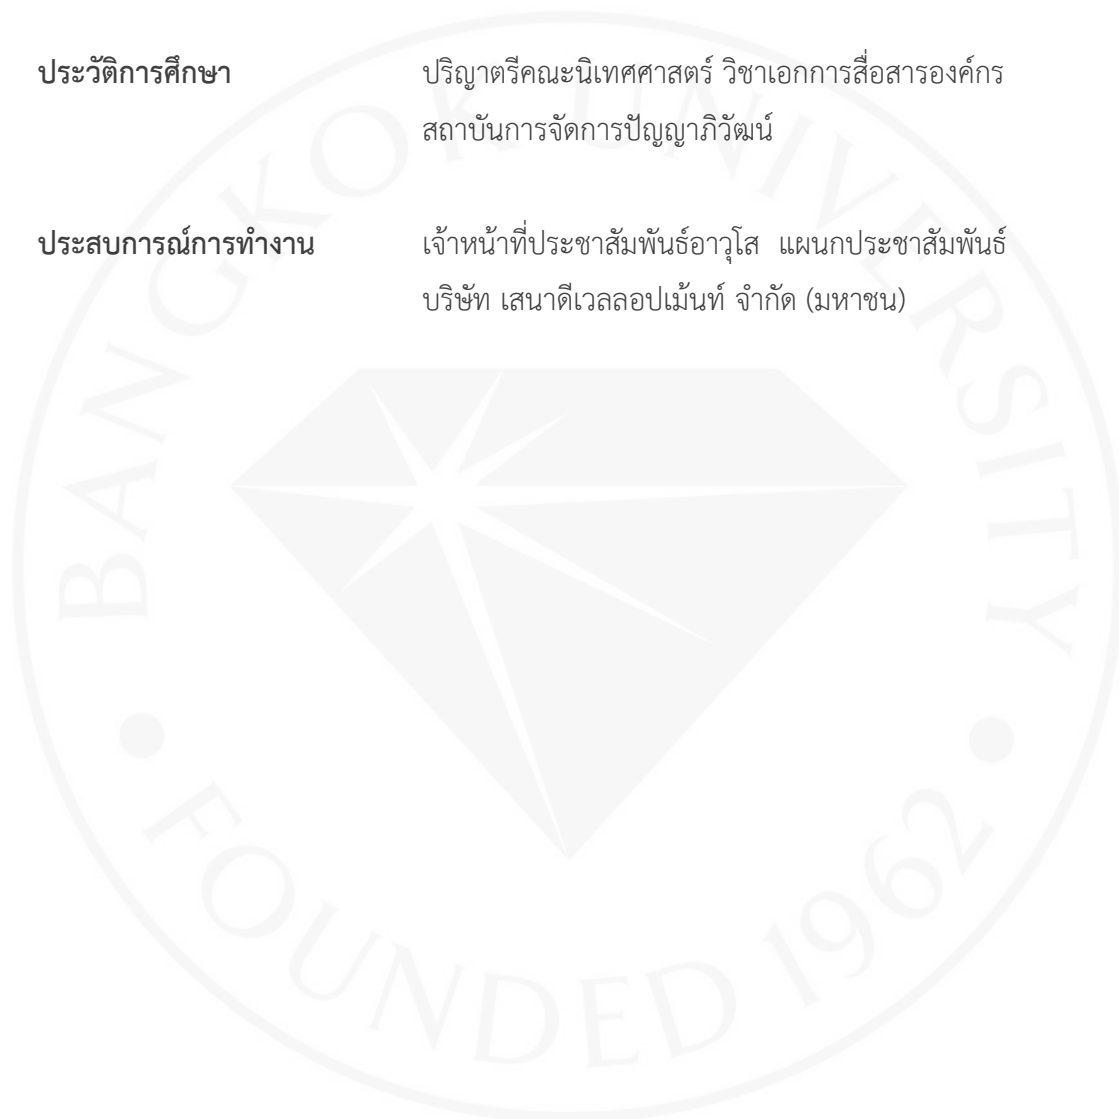 ประวัติการศึกษา ปริญาตรีคณะนิเทศศาสตร์ วิชาเอกการสื่อสารองค์กร
สถาบันการจัดการปัญญาภิวัฒน์
ประสบการณ์การทำงาน เจ้าหน้าที่ประชาสัมพันธ์อาวุโส แผนกประชาสัมพันธ์
บริษัท เสนาดีเวลลอปเม้นท์ จำกัด (มหาชน)
BANGKOK UNIVERSITY
FOUNDED 1962